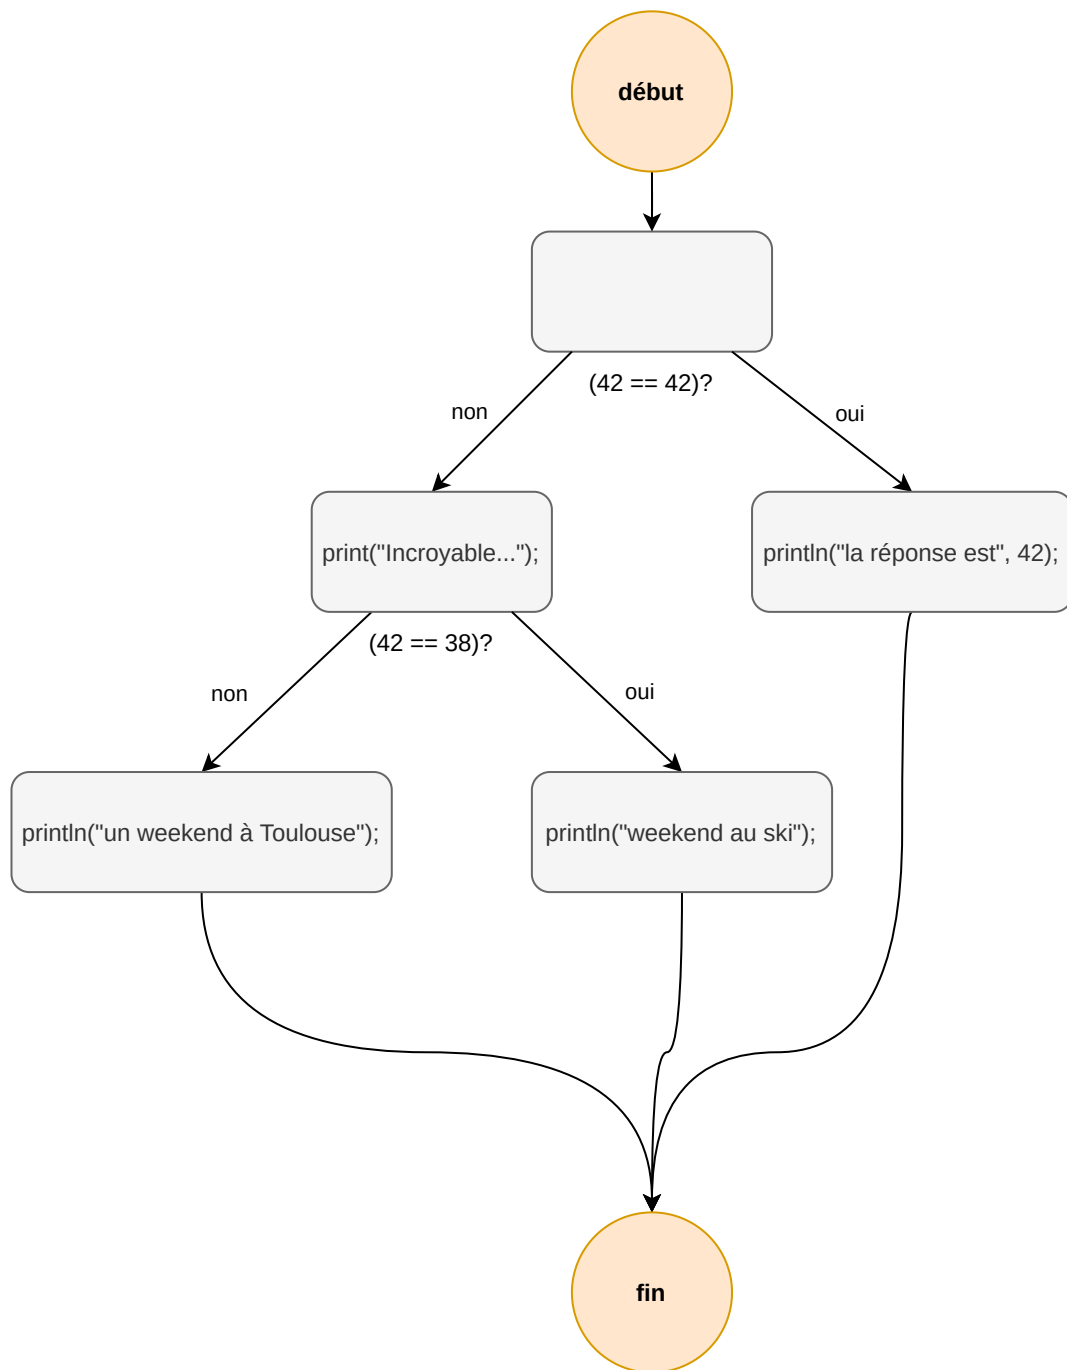 début
(42 == 42)?
non
oui
print("Incroyable...");
println("la réponse est", 42);
(42 == 38)?
non
oui
println("un weekend à Toulouse");
println("weekend au ski");
fin